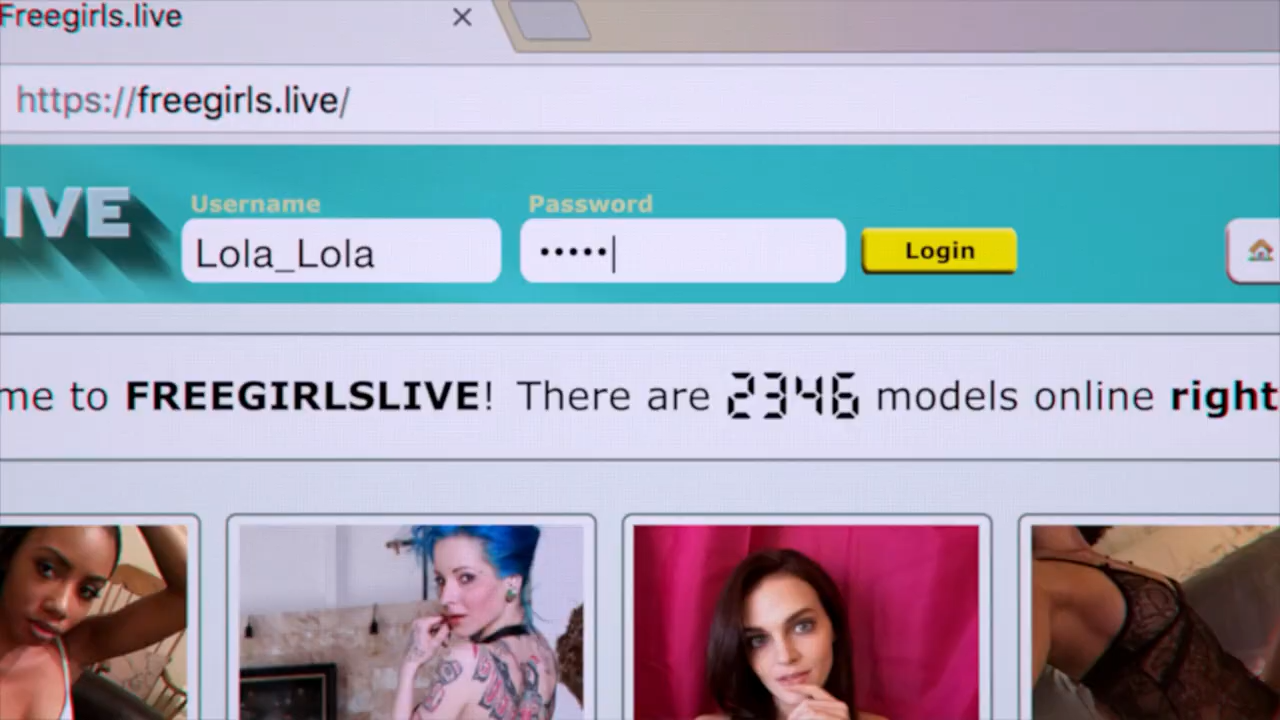 Freegirls.live
https://freegirls.live/
IVE
Username
Password
Lola_Lola
•••••
Login
me to FREEGIRLSLIVE! There are 2346 models online right